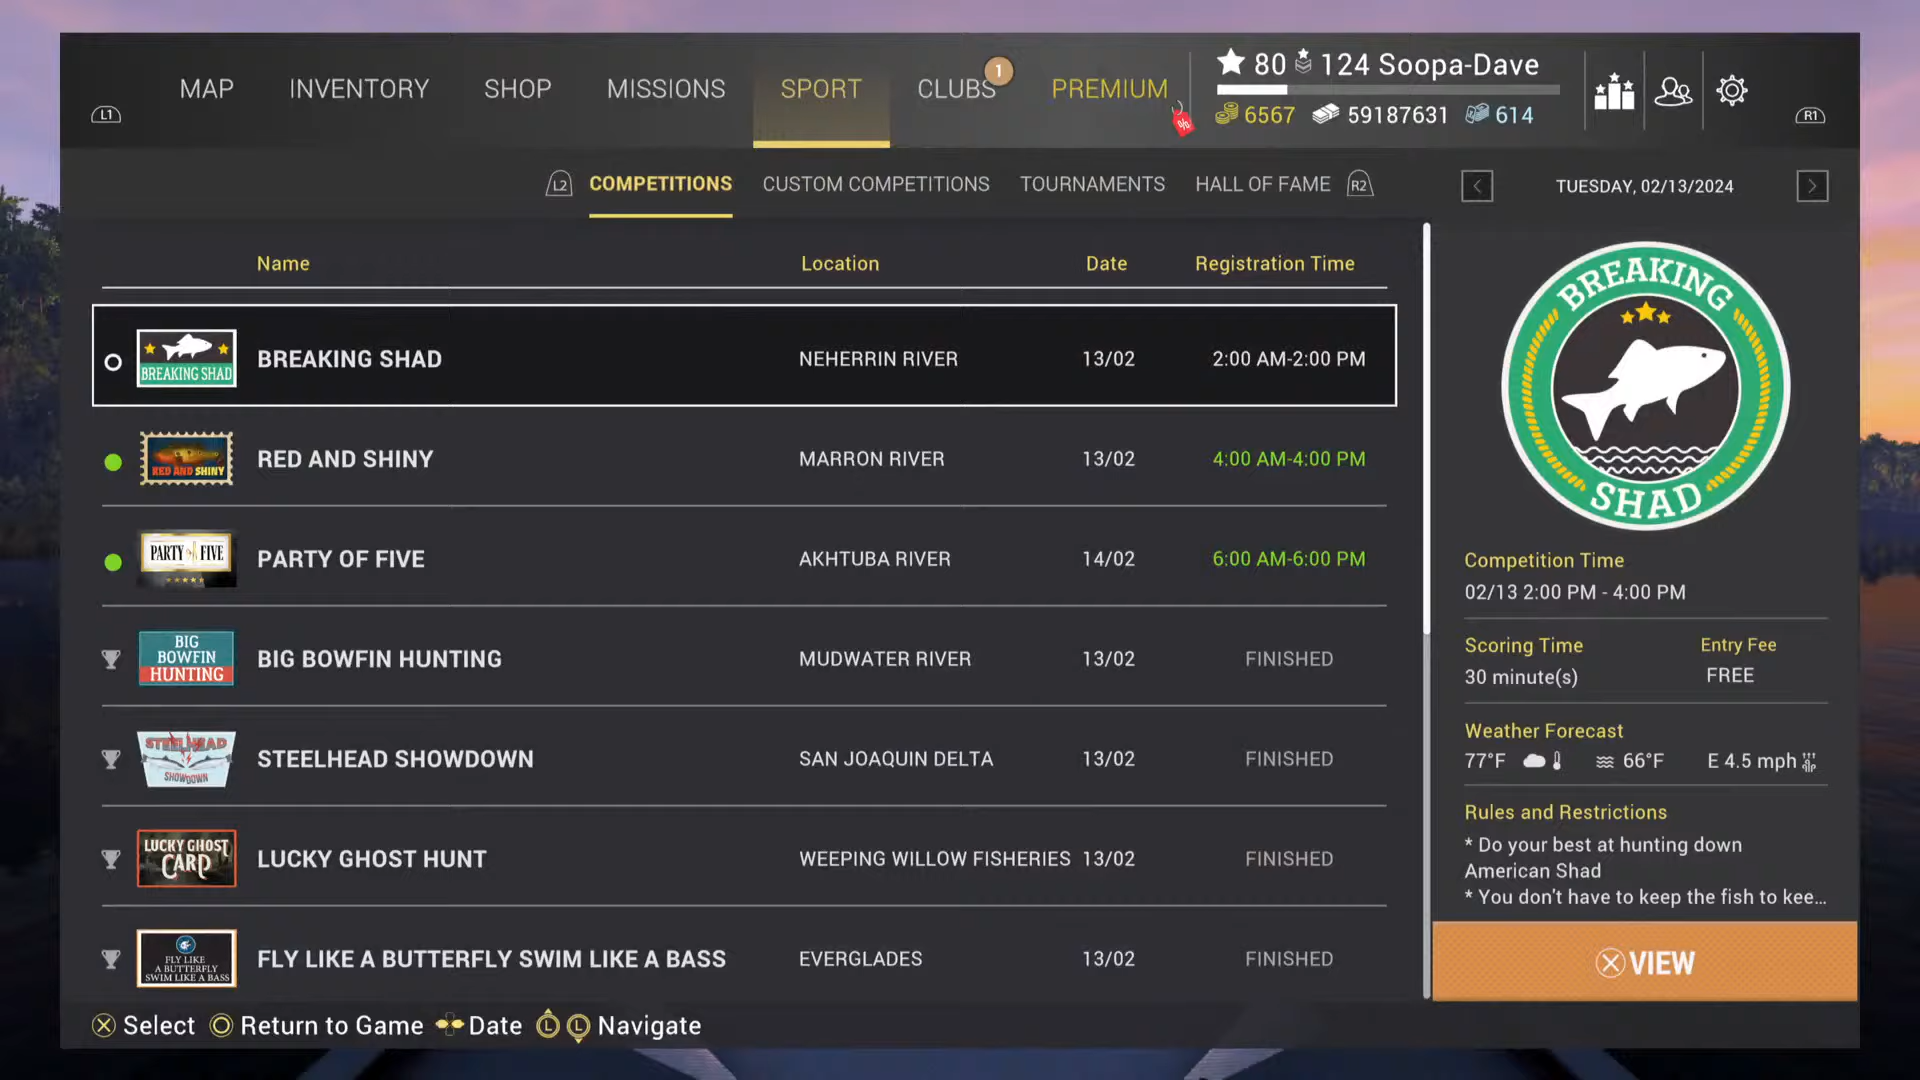 L1
MAP
INVENTORY
SHOP
MISSIONS
SPORT
CLUBS
1
PREMIUM
%
80 124 Soopa-Dave
6567 59187631 614
R1
L2
COMPETITIONS
CUSTOM COMPETITIONS
TOURNAMENTS
HALL OF FAME
R2
TUESDAY, 02/13/2024
Name Location Date Registration Time
BREAKING SHAD
BREAKING SHAD NEHERRIN RIVER 13/02 2:00 AM-2:00 PM
RED AND SHINY
RED AND SHINY MARRON RIVER 13/02 4:00 AM-4:00 PM
PARTY OF FIVE
PARTY OF FIVE AKHTUBA RIVER 14/02 6:00 AM-6:00 PM
BIG
BOWFIN
HUNTING
BIG BOWFIN HUNTING MUDWATER RIVER 13/02 FINISHED
STEELHEAD
SHOWDOWN
STEELHEAD SHOWDOWN SAN JOAQUIN DELTA 13/02 FINISHED
LUCKY GHOST
CARP
LUCKY GHOST HUNT WEEPING WILLOW FISHERIES 13/02 FINISHED
FLY LIKE
A BUTTERFLY
SWIM LIKE A BASS
FLY LIKE A BUTTERFLY SWIM LIKE A BASS EVERGLADES 13/02 FINISHED
BREAKING
SHAD
Competition Time
02/13 2:00 PM - 4:00 PM
Scoring Time Entry Fee
30 minute(s) FREE
Weather Forecast
77°F 66°F E 4.5 mph
Rules and Restrictions
* Do your best at hunting down
American Shad
* You don't have to keep the fish to kee...
VIEW
Select Return to Game Date L L Navigate